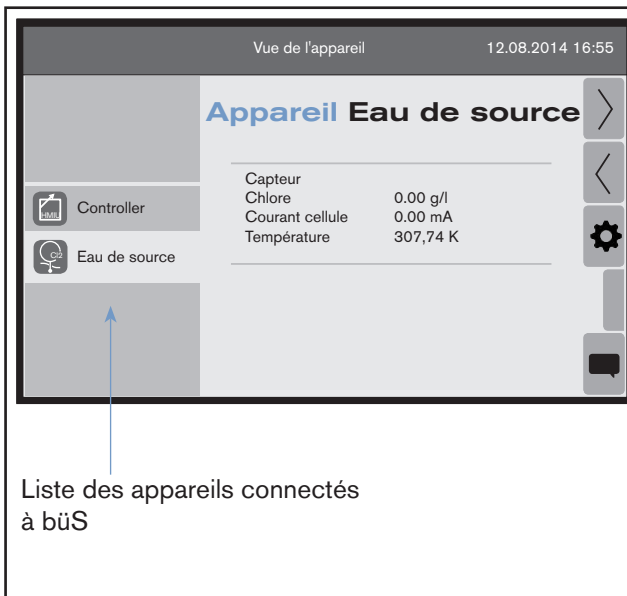 Vue de l'appareil 12.08.2014 16:55
Appareil Eau de source
Capteur
Chlore 0.00 g/l
Courant cellule 0.00 mA
Température 307,74 K
HMIU Controller
Cl2 Eau de source
Liste des appareils connectés
à büS